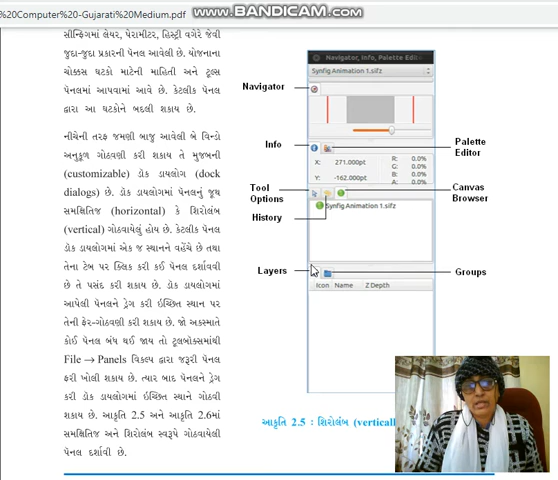 %20Computer%20-Gujarati%20Medium.pdf
WWW.BANDICAM.COM
સીન્ફિગમાં લેયર, પેરામીટર, હિસ્ટ્રી વગેરે જેવી
જુદા-જુદા પ્રકારની પૅનલ આવેલી છે. યોજનાના
ચોક્કસ ઘટકો માટેની માહિતી અને ટૂલ્સ
પૅનલમાં આપવામાં આવે છે. કેટલીક પૅનલ
દ્વારા આ ઘટકોને બદલી શકાય છે.
નીચેની તરફ જમણી બાજુ આવેલી બે વિન્ડો
અનુકૂળ ગોઠવણી કરી શકાય તે મુજબની
(customizable) ડૉક ડાયલોગ (dock
dialogs) છે. ડૉક ડાયલોગમાં પૅનલનું જૂથ
સમક્ષિતિજ (horizontal) કે શિરોલંબ
(vertical) ગોઠવાયેલું હોય છે. કેટલીક પૅનલ
ડૉક ડાયલોગમાં એક જ સ્થાનને વહેંચે છે તથા
તેના ટૅબ પર ક્લિક કરી કઈ પૅનલ દર્શાવવી
છે તે પસંદ કરી શકાય છે. ડૉક ડાયલોગમાં
આપેલી પૅનલને ડ્રેગ કરી ઇચ્છિત સ્થાન પર
તેની ફેર-ગોઠવણી કરી શકાય છે. જો અકસ્માતે
કોઈ પૅનલ બંધ થઈ જાય તો ટૂલબૉક્સમાંથી
File → Panels વિકલ્પ દ્વારા જરૂરી પૅનલ
ફરી ખોલી શકાય છે. ત્યાર બાદ પૅનલને ડ્રેગ
કરી ડૉક ડાયલોગમાં ઇચ્છિત સ્થાને ગોઠવી
શકાય છે. આકૃતિ 2.5 અને આકૃતિ 2.6માં
સમક્ષિતિજ અને શિરોલંબ સ્વરૂપે ગોઠવાયેલી
પૅનલ દર્શાવી છે.
Navigator, Info, Palette Edi
Synfig Animation 1.sifz
Navigator
Info
Palette
Editor
X: 271.000pt R: 0.0%
G: 0.0%
Y: -162.000pt B: 0.0%
A: 0.0%
Tool
Options
Canvas
Browser
History
Synfig Animation 1.sifz
Layers
Groups
Icon Name Z Depth
આકૃતિ 2.5 : શિરોલંબ (verticall